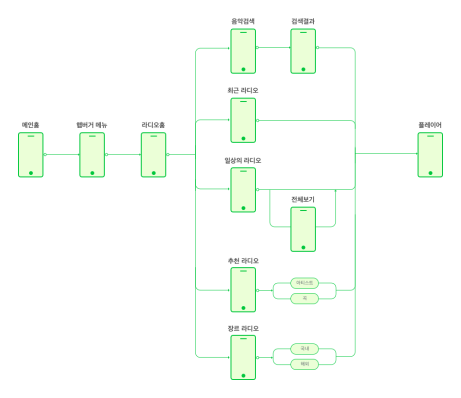 음악검색
검색결과
최근 라디오
메인홈
햄버거 메뉴
라디오홈
플레이어
일상의 라디오
전체보기
추천 라디오
아티스트
곡
장르 라디오
국내
해외